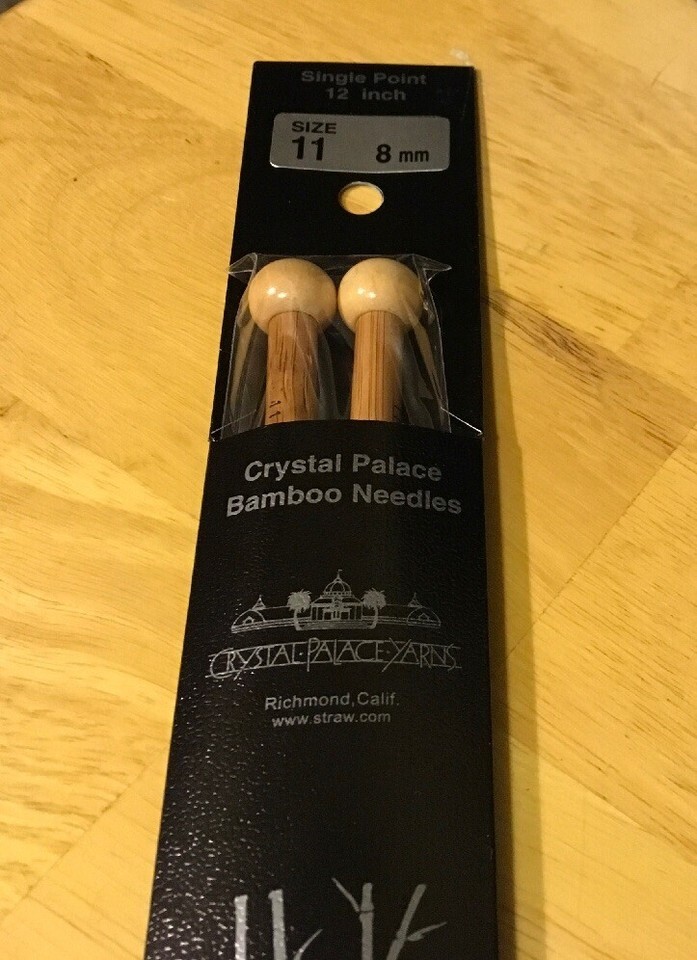 Single Point
12 inch
SIZE
11 8 mm
Crystal Palace
Bamboo Needles
CRYSTAL·PALACE·YARNS
Richmond, Calif.
www.straw.com